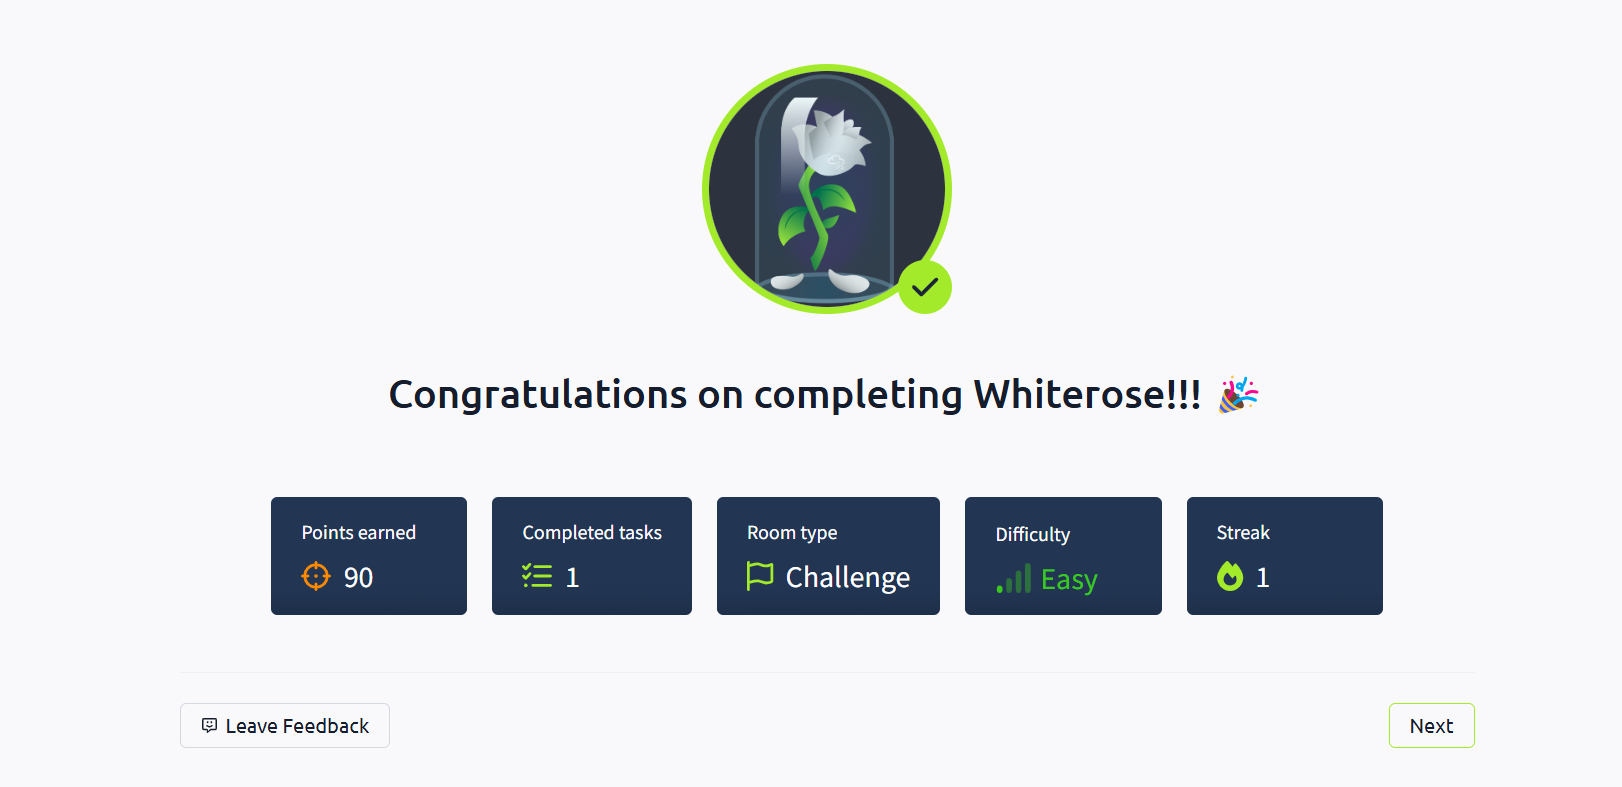 Congratulations on completing Whiterose!!! 🎉
Points earned
90
Completed tasks
1
Room type
Challenge
Difficulty
Easy
Streak
1
Leave Feedback
Next